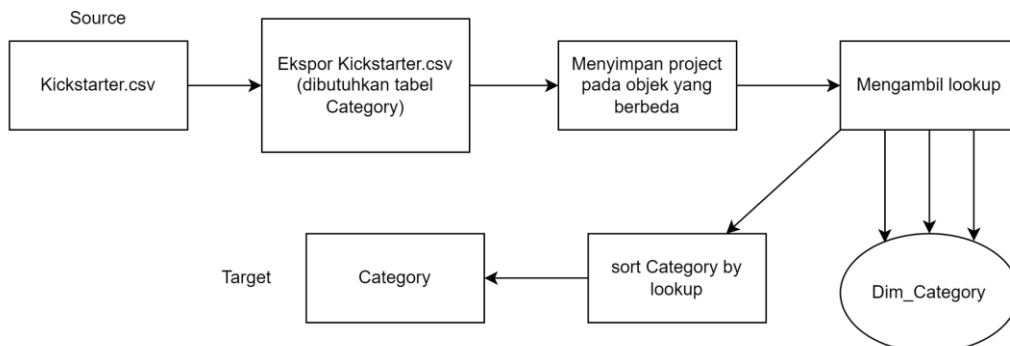 Source
Kickstarter.csv
Ekspor Kickstarter.csv
(dibutuhkan tabel
Category)
Menyimpan project
pada objek yang
berbeda
Mengambil lookup
Target
Category
sort Category by
lookup
Dim_Category